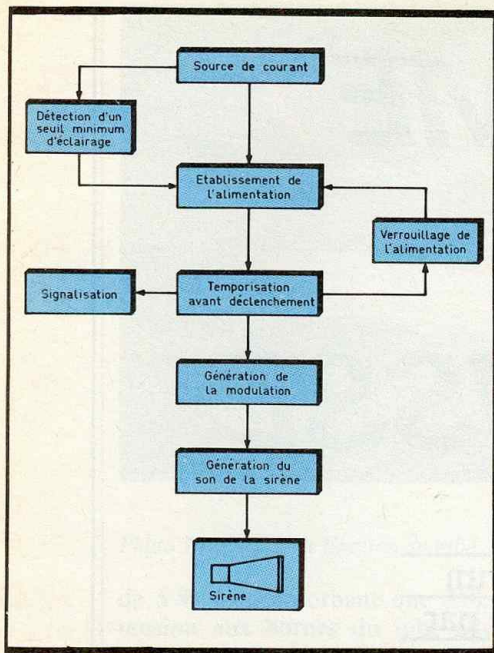 Source de courant
Détection d'un
seuil minimum
d'éclairage
Etablissement de
l'alimentation
Verrouillage de
l'alimentation
Signalisation
Temporisation
avant déclenchement
Génération de
la modulation
Génération du
son de la sirène
Sirène